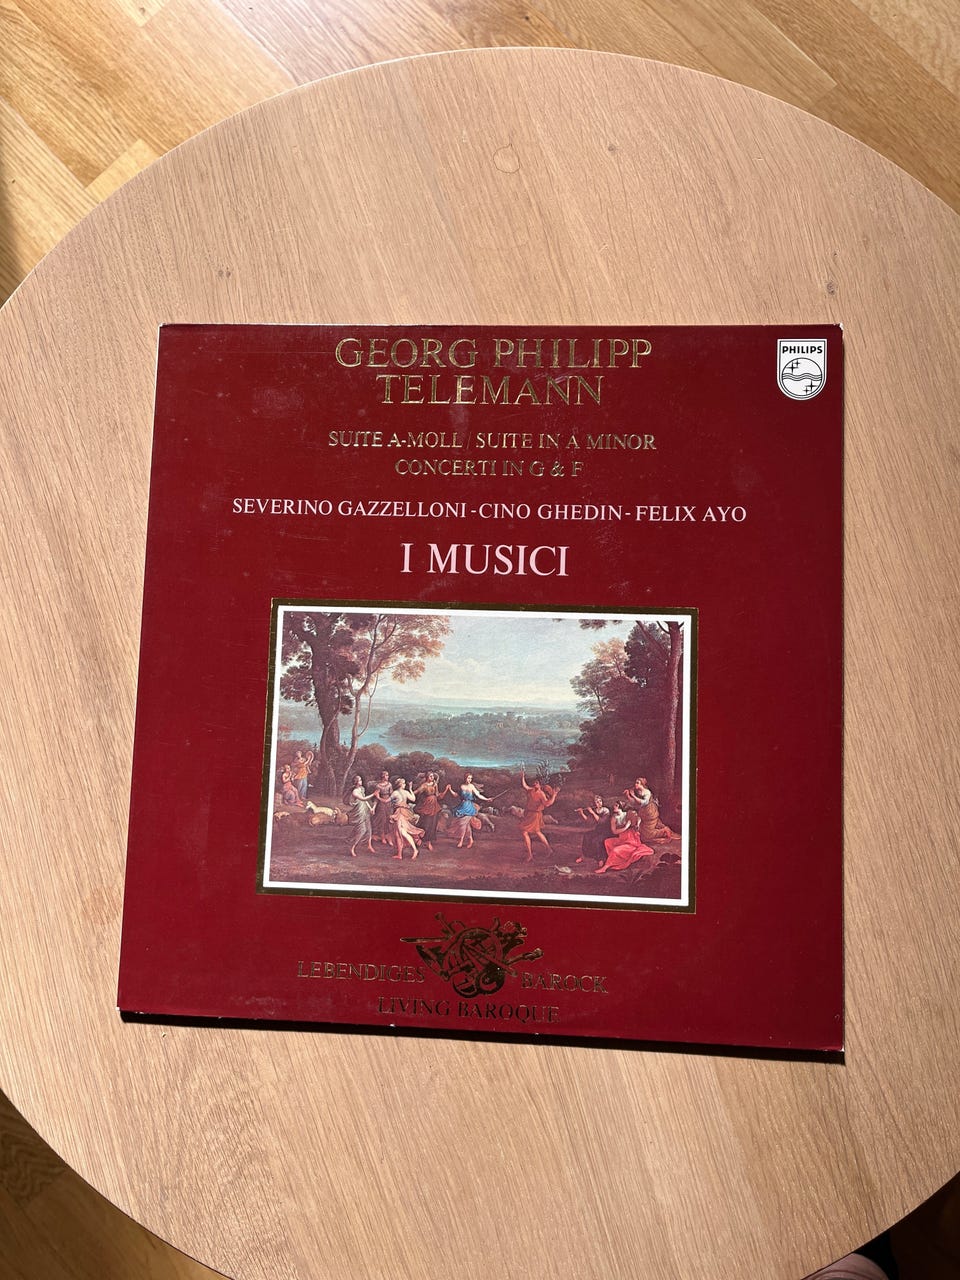 GEORG PHILIPP
TELEMANN
PHILIPS
SUITE A-MOLL / SUITE IN A MINOR
CONCERTI IN G & F
SEVERINO GAZZELLONI - CINO GHEDIN - FELIX AYO
I MUSICI
LEBENDIGES BAROCK
LIVING BAROQUE